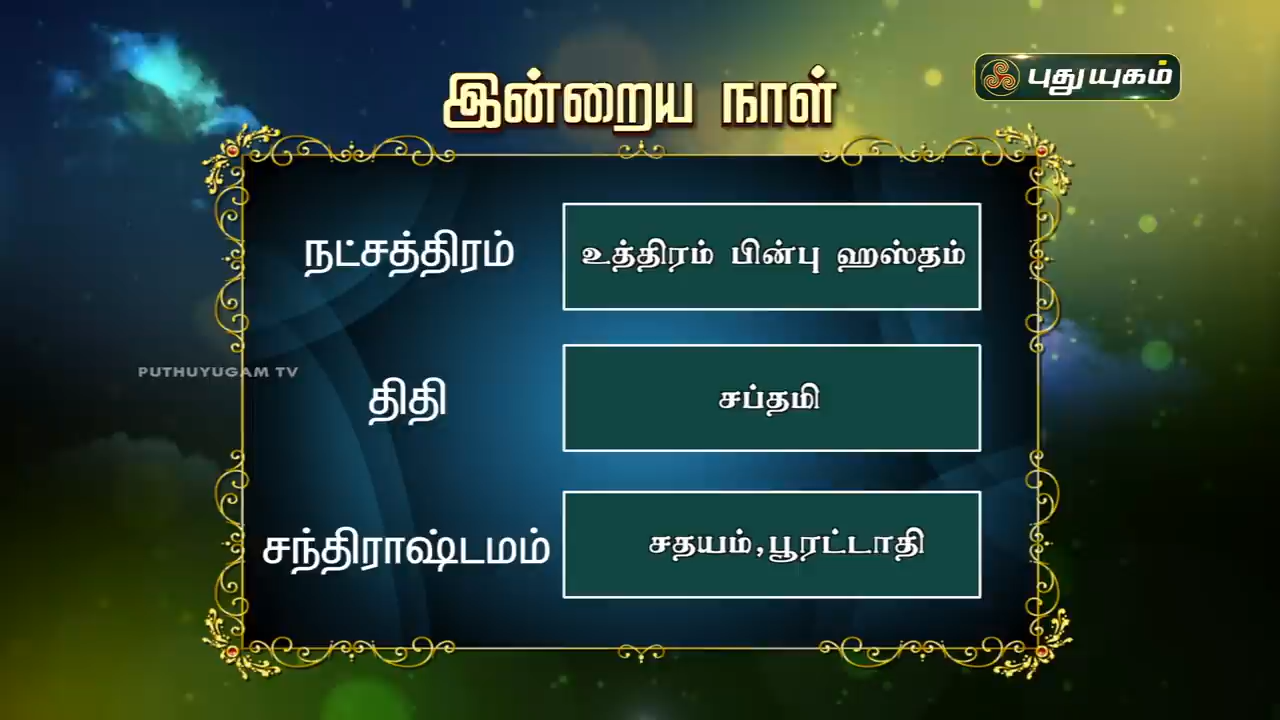 புதுயுகம்
இன்றைய நாள்
நட்சத்திரம்
உத்திரம் பின்பு ஹஸ்தம்
PUTHUYUGAM TV
திதி
சப்தமி
சந்திராஷ்டமம்
சதயம்,பூரட்டாதி